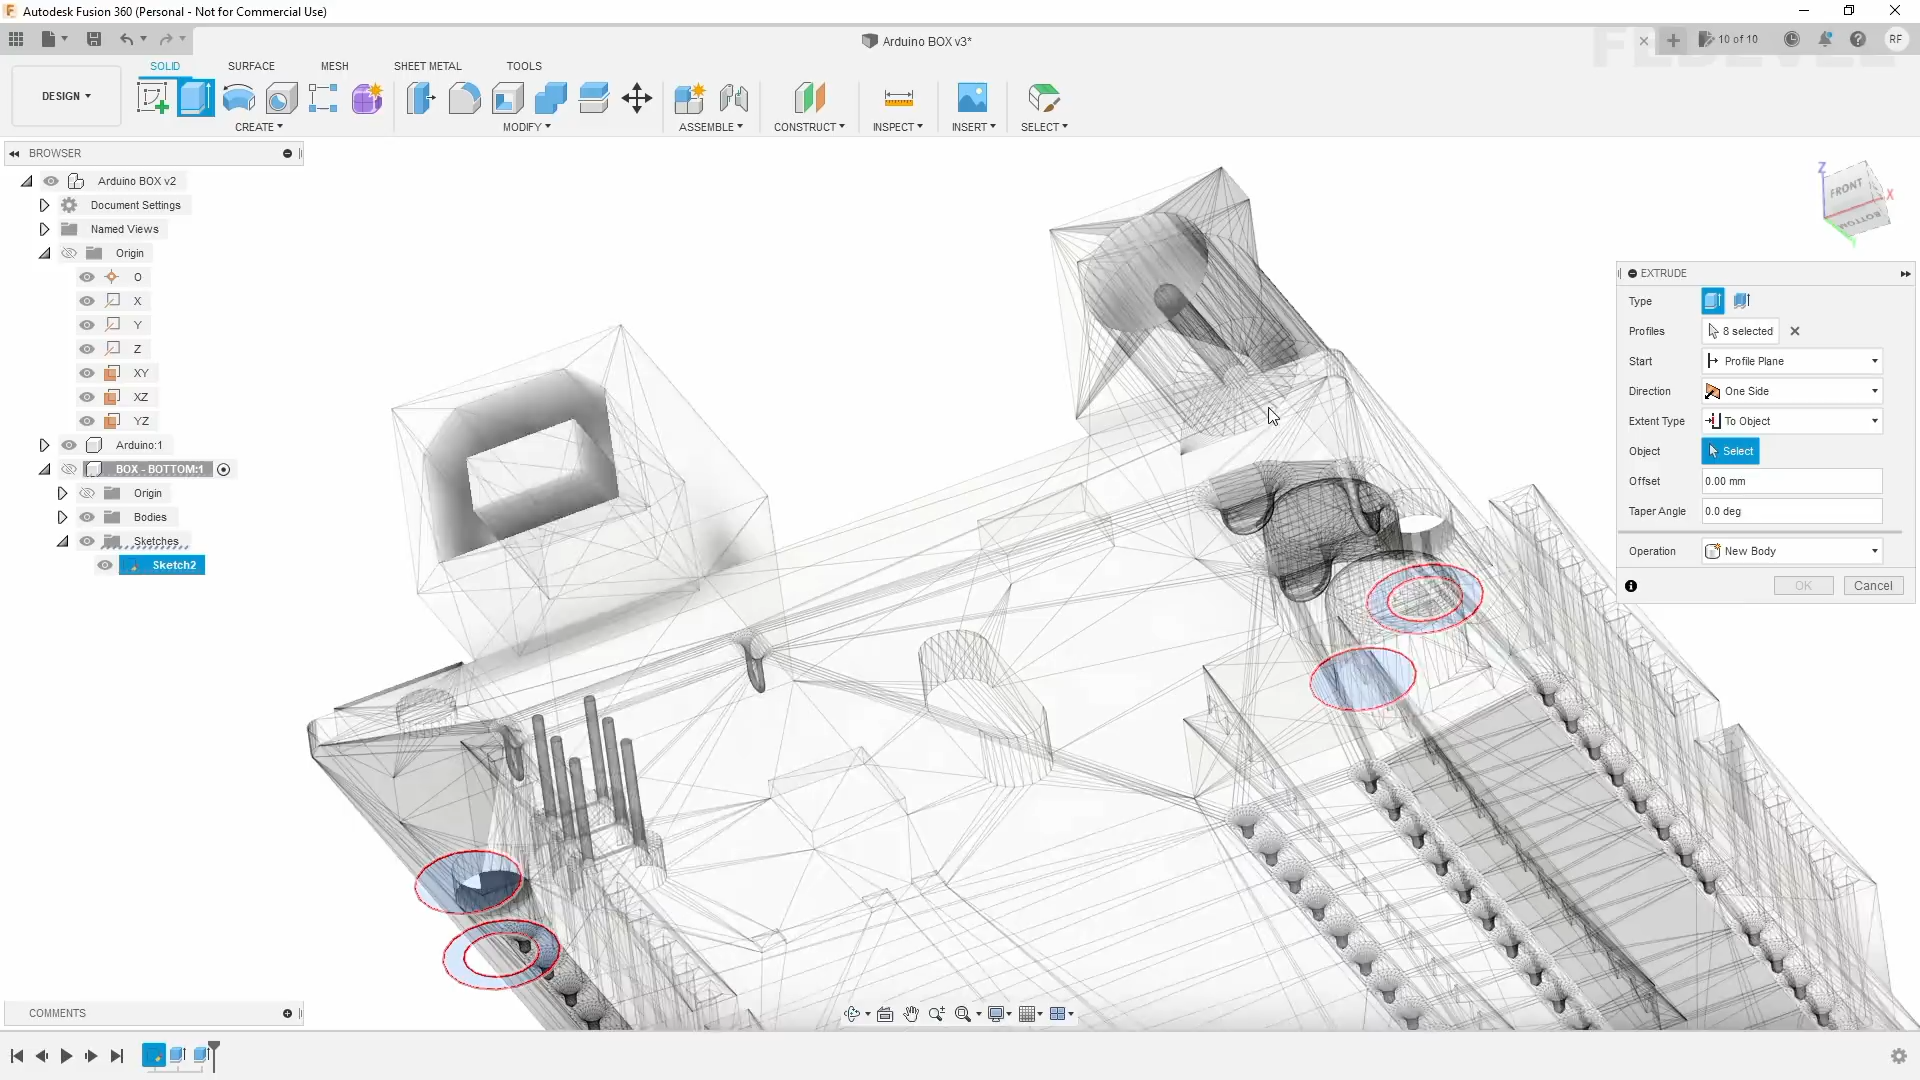 Autodesk Fusion 360 (Personal - Not for Commercial Use)
Arduino BOX v3*
10 of 10
RF
DESIGN
SOLID
SURFACE
MESH
SHEET METAL
TOOLS
CREATE
MODIFY
ASSEMBLE
CONSTRUCT
INSPECT
INSERT
SELECT
BROWSER
Arduino BOX v2
Document Settings
Named Views
Origin
O
X
Y
Z
XY
XZ
YZ
Arduino:1
BOX - BOTTOM:1
Origin
Bodies
Sketches
Sketch2
Z
FRONT
X
BOTTOM
EXTRUDE
Type
Profiles 8 selected
Start Profile Plane
Direction One Side
Extent Type To Object
Object Select
Offset 0.00 mm
Taper Angle 0.0 deg
Operation New Body
OK Cancel
COMMENTS